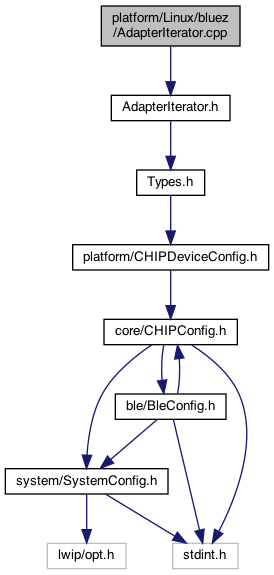 platform/Linux/bluez
/AdapterIterator.cpp
AdapterIterator.h
Types.h
platform/CHIPDeviceConfig.h
core/CHIPConfig.h
ble/BleConfig.h
system/SystemConfig.h
lwip/opt.h
stdint.h